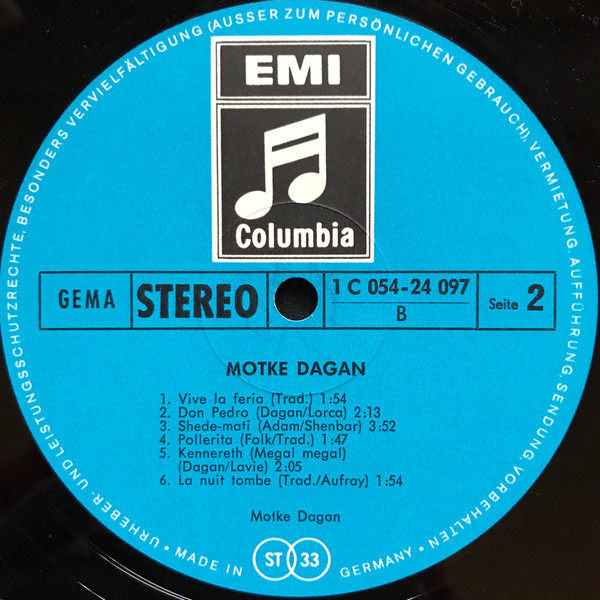 EMI
Columbia
GEMA
STEREO
1 C 054-24 097
B
Seite 2
MOTKE DAGAN
1. Vive la feria (Trad.) 1:54
2. Don Pedro (Dagan/Lorca) 2:13
3. Shede-mati (Adam/Shenbar) 3:52
4. Pollerita (Folk/Trad.) 1:47
5. Kennereth (Megal megal)
(Dagan/Lavie) 2:05
6. La nuit tombe (Trad./Aufray) 1:54
Motke Dagan
URHEBER- UND LEISTUNGSSCHUTZRECHTE, BESONDERS VERVIELFÄLTIGUNG (AUSSER ZUM PERSÖNLICHEN GEBRAUCH), VERMIETUNG, AUFFÜHRUNG, SENDUNG, VORBEHALTEN •
• MADE IN GERMANY •
ST 33